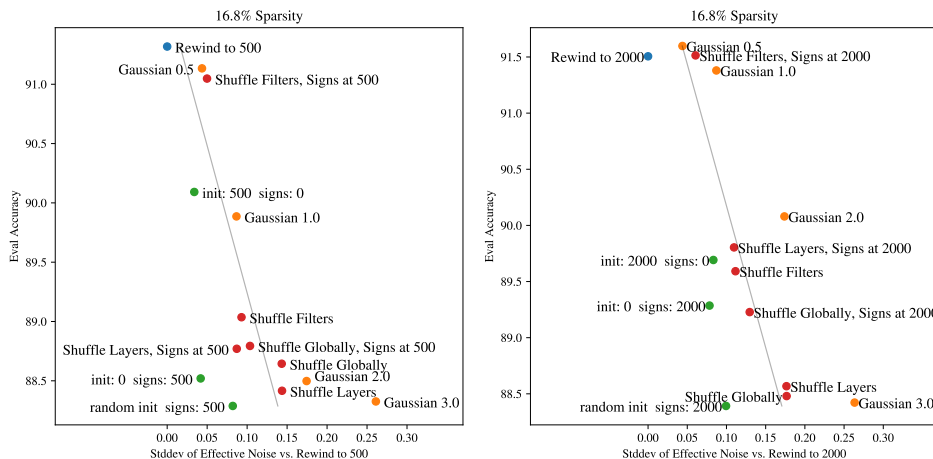 16.8% Sparsity
Rewind to 500
Gaussian 0.5
Shuffle Filters, Signs at 500
init: 500 signs: 0
Gaussian 1.0
Shuffle Filters
Shuffle Globally, Signs at 500
Shuffle Layers, Signs at 500
Shuffle Globally
Gaussian 2.0
init: 0 signs: 500
Shuffle Layers
Gaussian 3.0
random init signs: 500
91.0
90.5
90.0
89.5
89.0
88.5
Eval Accuracy
0.00 0.05 0.10 0.15 0.20 0.25 0.30
Stddev of Effective Noise vs. Rewind to 500
16.8% Sparsity
Gaussian 0.5
Rewind to 2000
Shuffle Filters, Signs at 2000
Gaussian 1.0
Gaussian 2.0
Shuffle Layers, Signs at 2000
init: 2000 signs: 0
Shuffle Filters
init: 0 signs: 2000
Shuffle Globally, Signs at 2000
Shuffle Layers
Shuffle Globally
Gaussian 3.0
random init signs: 2000
91.5
91.0
90.5
90.0
89.5
89.0
88.5
Eval Accuracy
0.00 0.05 0.10 0.15 0.20 0.25 0.30
Stddev of Effective Noise vs. Rewind to 2000